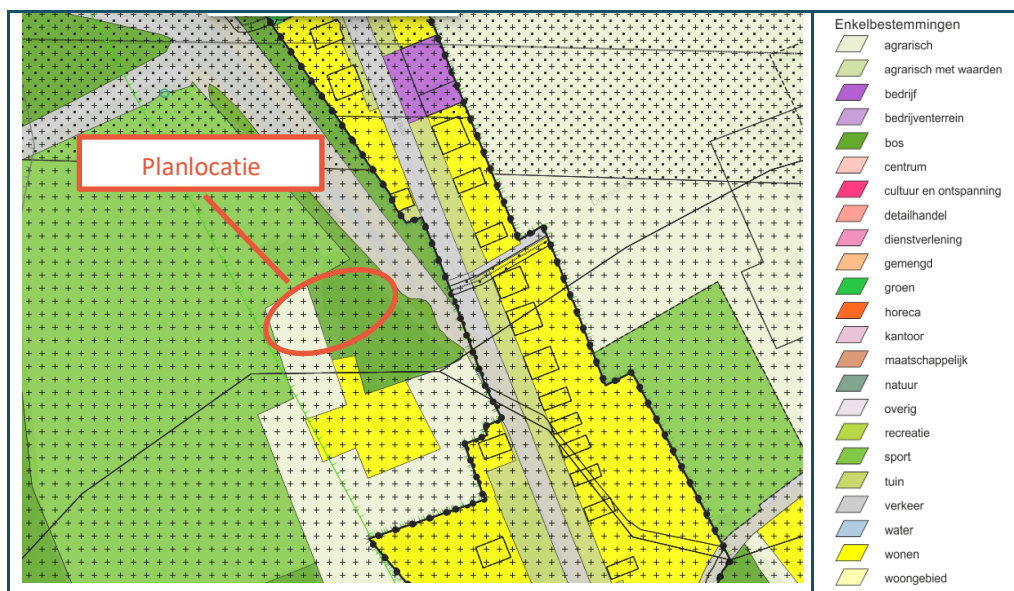 Planlocatie
Enkelbestemmingen
agrarisch
agrarisch met waarden
bedrijf
bedrijventerrein
bos
centrum
cultuur en ontspanning
detailhandel
dienstverlening
gemengd
groen
horeca
kantoor
maatschappelijk
natuur
overig
recreatie
sport
tuin
verkeer
water
wonen
woongebied